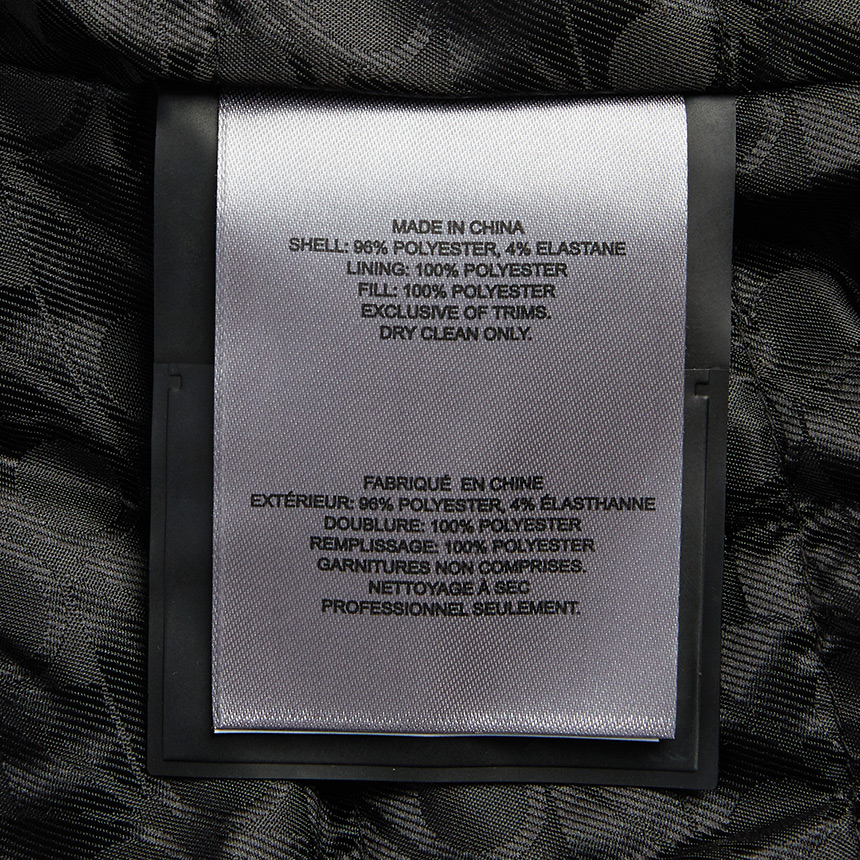 MADE IN CHINA
SHELL: 96% POLYESTER, 4% ELASTANE
LINING: 100% POLYESTER
FILL: 100% POLYESTER
EXCLUSIVE OF TRIMS.
DRY CLEAN ONLY.
FABRIQUÉ EN CHINE
EXTÉRIEUR: 96% POLYESTER, 4% ÉLASTHANNE
DOUBLURE: 100% POLYESTER
REMPLISSAGE: 100% POLYESTER
GARNITURES NON COMPRISES.
NETTOYAGE À SEC
PROFESSIONNEL SEULEMENT.